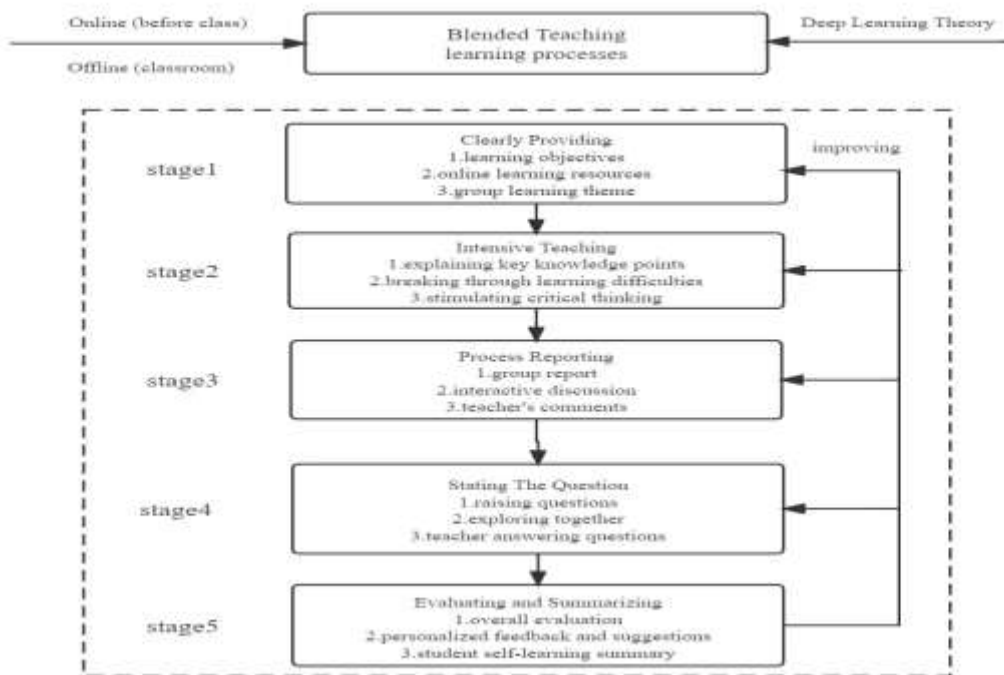 Online (before class)
Offline (classroom)
Blended Teaching
learning processes
Deep Learning Theory
stage1
Clearly Providing
1.learning objectives
2.online learning resources
3.group learning theme
improving
stage2
Intensive Teaching
1.explaining key knowledge points
2.breaking through learning difficulties
3.stimulating critical thinking
stage3
Process Reporting
1.group report
2.interactive discussion
3.teacher's comments
stage4
Stating The Question
1.raising questions
2.exploring together
3.teacher answering questions
stage5
Evaluating and Summarizing
1.overall evaluation
2.personalized feedback and suggestions
3.student self-learning summary